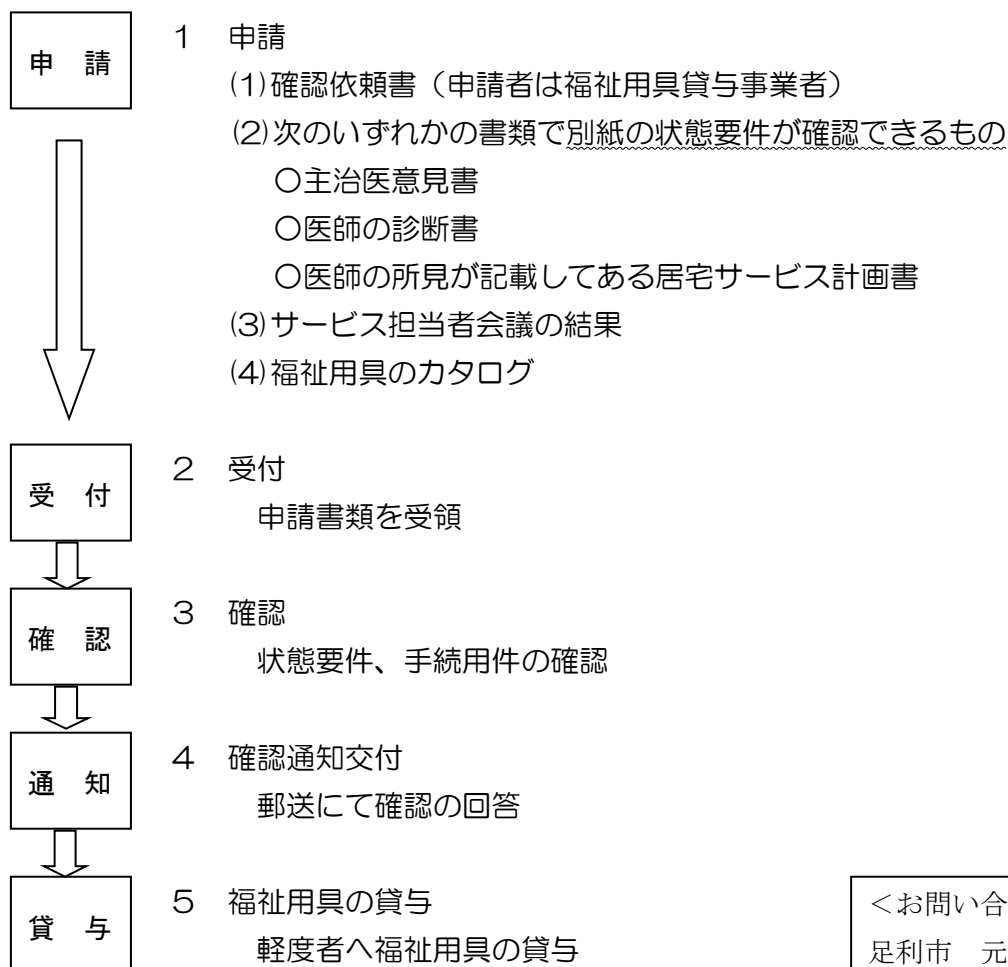 申　請
１　申請
⑴確認依頼書（申請者は福祉用具貸与事業者）
⑵次のいずれかの書類で別紙の状態要件が確認できるもの
○主治医意見書
○医師の診断書
○医師の所見が記載してある居宅サービス計画書
⑶サービス担当者会議の結果
⑷福祉用具のカタログ
受　付
２　受付
申請書類を受領
確　認
３　確認
状態要件、手続用件の確認
通　知
４　確認通知交付
郵送にて確認の回答
貸　与
５　福祉用具の貸与
軽度者へ福祉用具の貸与
＜お問い合
足利市　元